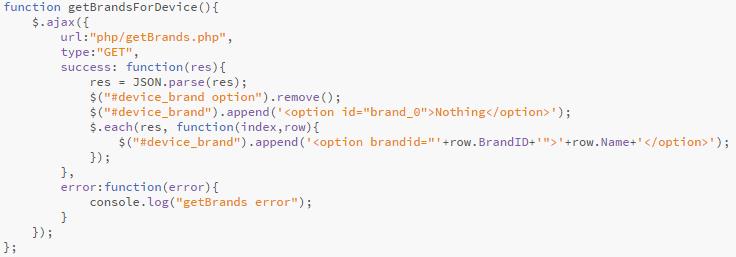 function getBrandsForDevice(){
    $.ajax({
        url:"php/getBrands.php",
        type:"GET",
        success: function(res){
            res = JSON.parse(res);
            $("#device_brand option").remove();
            $("#device_brand").append('<option id="brand_0">Nothing</option>');
            $.each(res, function(index,row){
                $("#device_brand").append('<option brandid="'+row.BrandID+'">'+row.Name+'</option>');
            });
        },
        error:function(error){
            console.log("getBrands error");
        }
    });
};